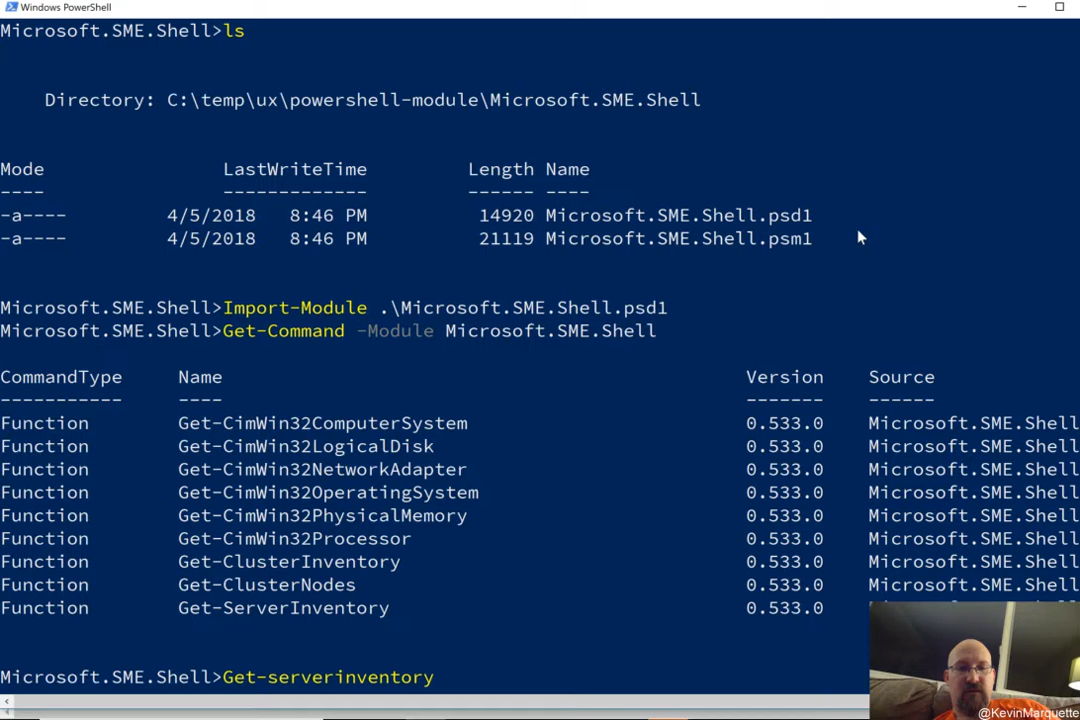 Windows PowerShell
Microsoft.SME.Shell>ls
Directory: C:\temp\ux\powershell-module\Microsoft.SME.Shell
Mode LastWriteTime Length Name
---- ------------- ------ ----
-a---- 4/5/2018 8:46 PM 14920 Microsoft.SME.Shell.psd1
-a---- 4/5/2018 8:46 PM 21119 Microsoft.SME.Shell.psm1
Microsoft.SME.Shell>Import-Module .\Microsoft.SME.Shell.psd1
Microsoft.SME.Shell>Get-Command -Module Microsoft.SME.Shell
CommandType Name Version Source
----------- ---- ------- ------
Function Get-CimWin32ComputerSystem 0.533.0 Microsoft.SME.Shell
Function Get-CimWin32LogicalDisk 0.533.0 Microsoft.SME.Shell
Function Get-CimWin32NetworkAdapter 0.533.0 Microsoft.SME.Shell
Function Get-CimWin32OperatingSystem 0.533.0 Microsoft.SME.Shell
Function Get-CimWin32PhysicalMemory 0.533.0 Microsoft.SME.Shell
Function Get-CimWin32Processor 0.533.0 Microsoft.SME.Shell
Function Get-ClusterInventory 0.533.0 Microsoft.SME.Shell
Function Get-ClusterNodes 0.533.0 Microsoft.SME.Shell
Function Get-ServerInventory 0.533.0
Microsoft.SME.Shell>Get-serverinventory
@KevinMarquette